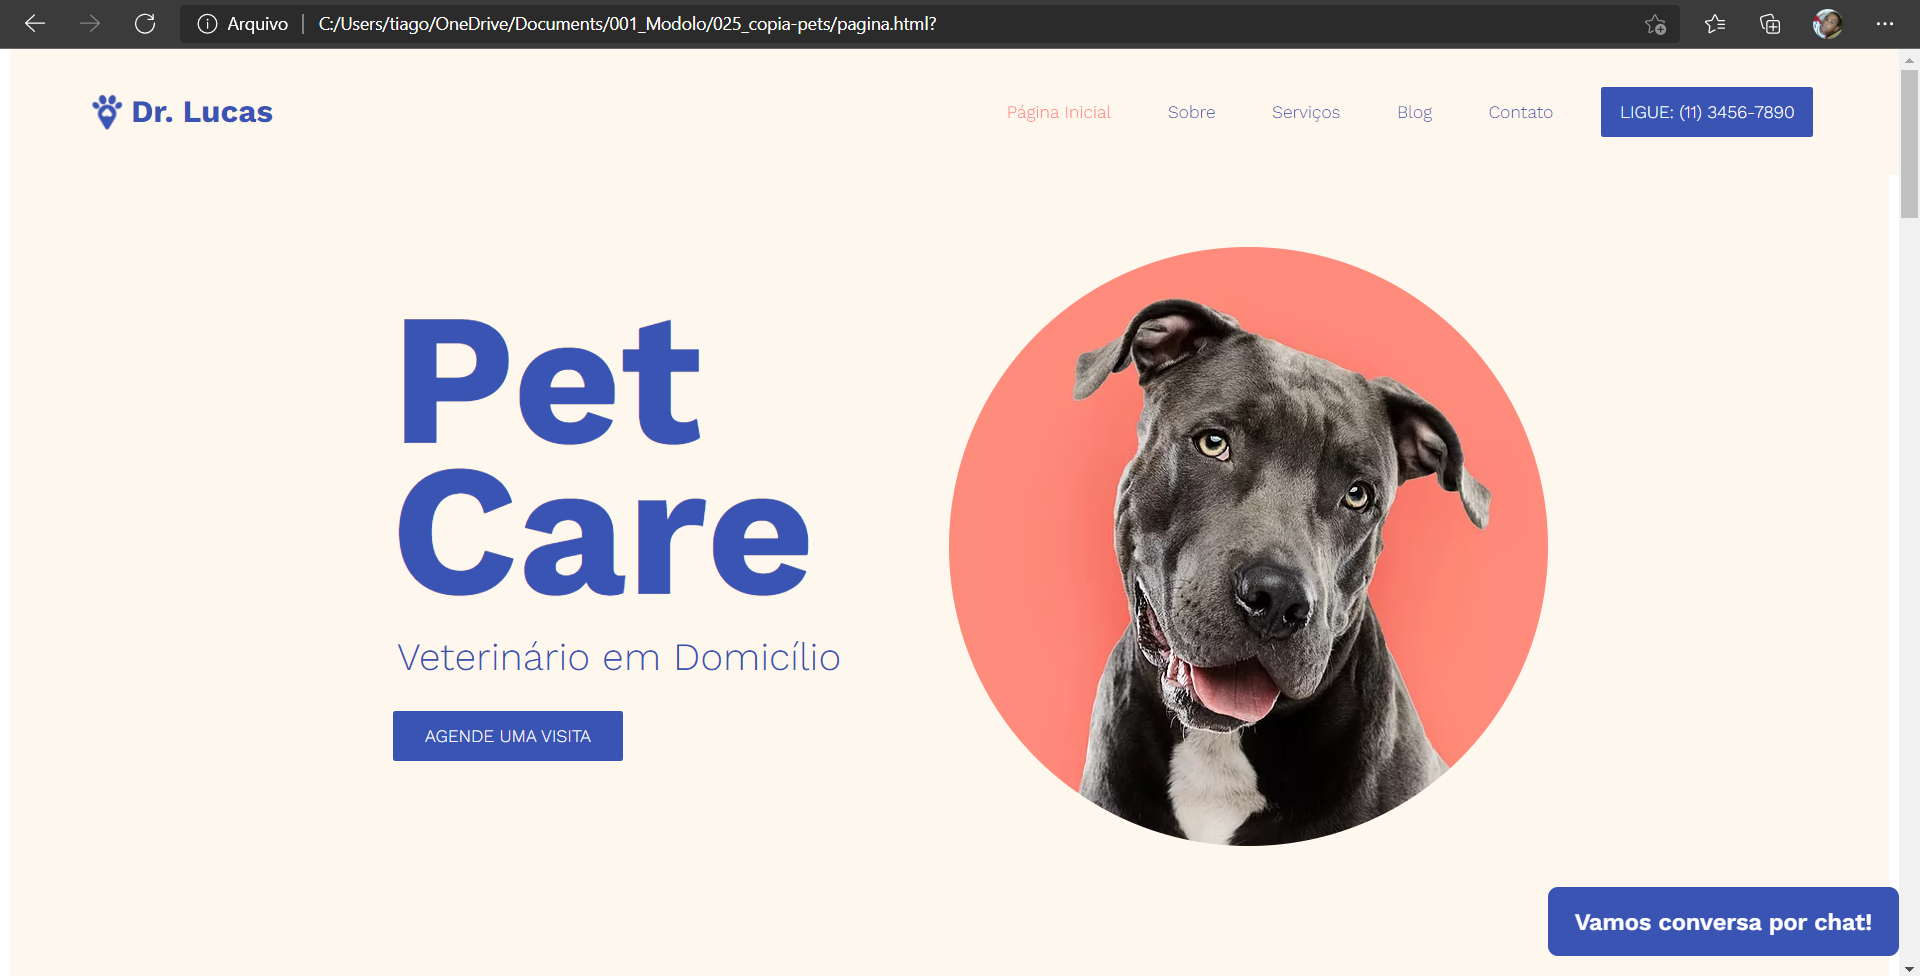 Arquivo | C:/Users/tiago/OneDrive/Documents/001_Modolo/025_copia-pets/pagina.html?
Dr. Lucas
Página Inicial Sobre Serviços Blog Contato LIGUE: (11) 3456-7890
Pet
Care
Veterinário em Domicílio
AGENDE UMA VISITA
Vamos conversa por chat!